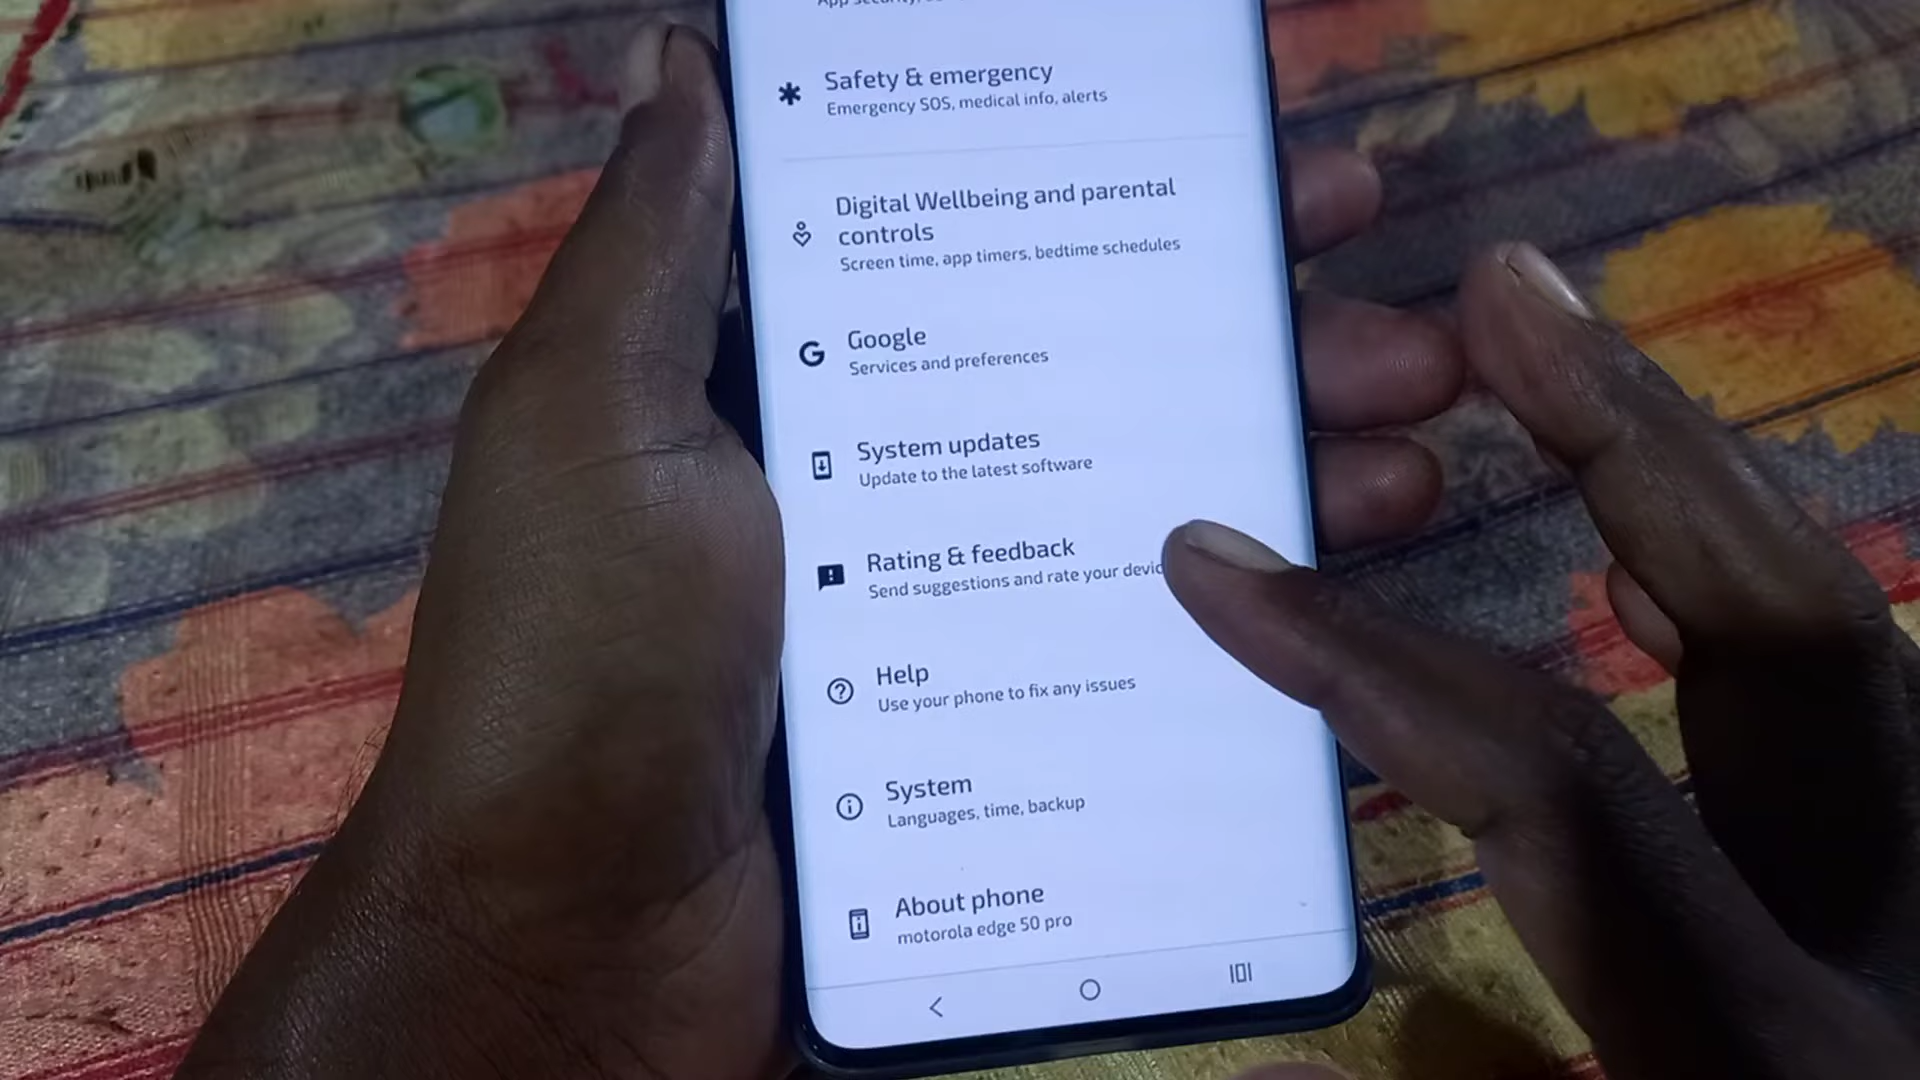 Safety & emergency
Emergency SOS, medical info, alerts
Digital Wellbeing and parental
controls
Screen time, app timers, bedtime schedules
Google
Services and preferences
System updates
Update to the latest software
Rating & feedback
Send suggestions and rate your
Help
Use your phone to fix any issues
System
Languages, time, backup
About phone
motorola edge 50 pro